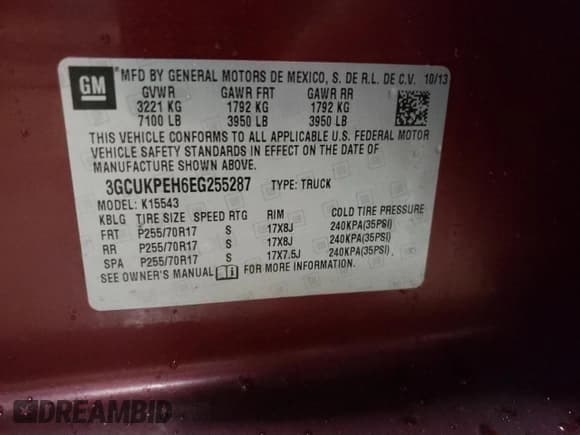 GM MFD BY GENERAL MOTORS DE MEXICO, S. DE R.L. DE C.V. 10/13
GVWR GAWR FRT GAWR RR
3221 KG 1792 KG 1792 KG
7100 LB 3950 LB 3950 LB
THIS VEHICLE CONFORMS TO ALL APPLICABLE U.S. FEDERAL MOTOR
VEHICLE SAFETY STANDARDS IN EFFECT ON THE DATE OF
MANUFACTURE SHOWN ABOVE.
3GCUKPEH6EG255287 TYPE: TRUCK
MODEL: K15543
KBLG TIRE SIZE SPEED RTG RIM COLD TIRE PRESSURE
FRT P255/70R17 S 17X8J 240KPA(35PSI)
RR P255/70R17 S 17X8J 240KPA(35PSI)
SPA P255/70R17 S 17X7.5J 240KPA(35PSI)
SEE OWNER'S MANUAL FOR MORE INFORMATION.
DREAMBID